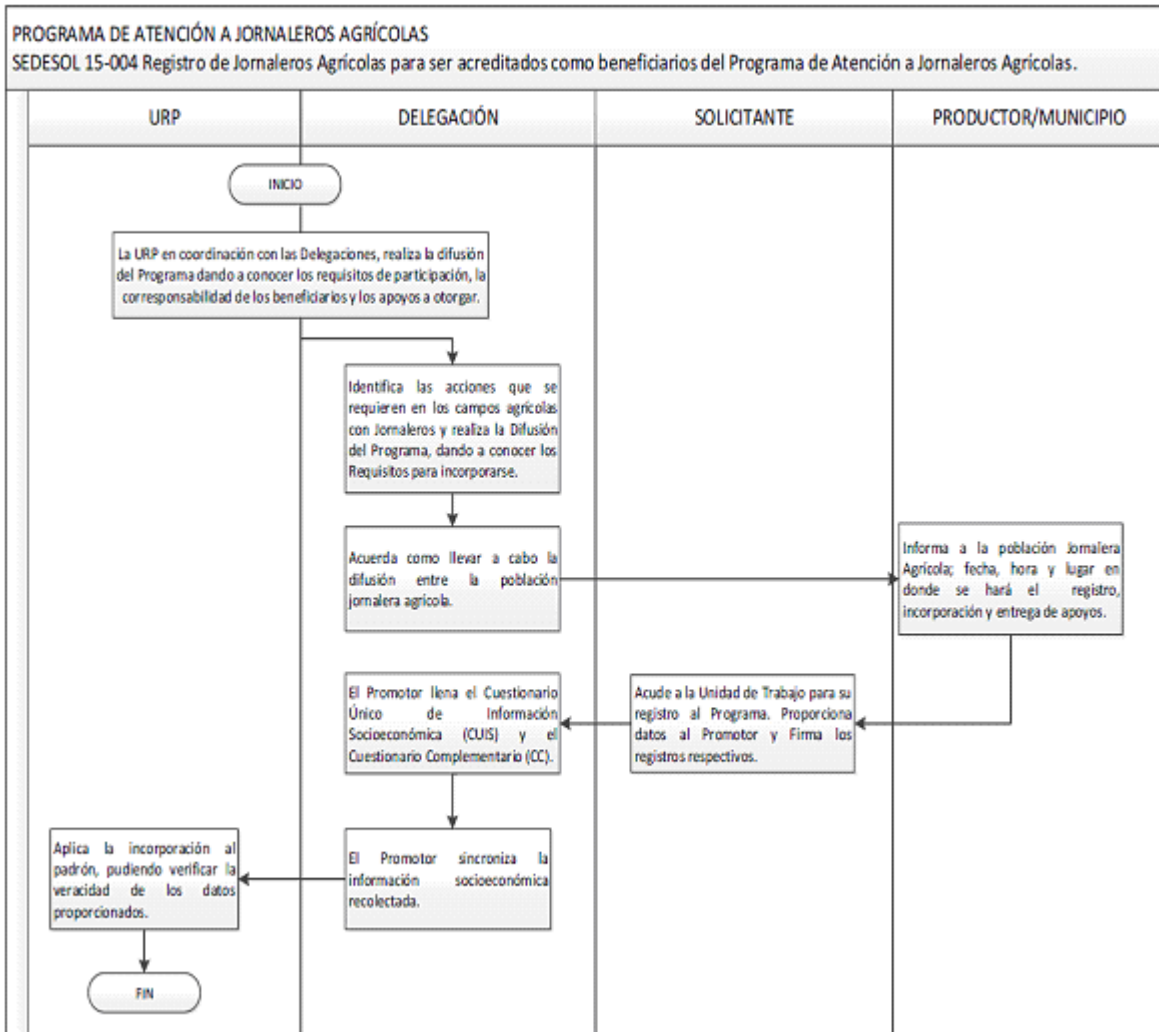 PROGRAMA DE ATENCIÓN A JORNALEROS AGRÍCOLAS
SEDESOL 15-004 Registro de Jornaleros Agrícolas para ser acreditados como beneficiarios del Programa de Atención a Jornaleros Agrícolas.
URP
DELEGACIÓN
SOLICITANTE
PRODUCTOR/MUNICIPIO
INICIO
La URP en coordinación con las Delegaciones, realiza la difusión
del Programa dando a conocer los requisitos de participación, la
corresponsabilidad de los beneficiarios y los apoyos a otorgar.
Identifica las acciones que se
requieren en los campos agrícolas
con Jornaleros y realiza la Difusión
del Programa, dando a conocer los
Requisitos para incorporarse.
Acuerda como llevar a cabo la
difusión entre la población
jornalera agrícola.
Informa a la población Jornalera
Agrícola; fecha, hora y lugar en
donde se hará el registro,
incorporación y entrega de apoyos.
Acude a la Unidad de Trabajo para su
registro al Programa. Proporciona
datos al Promotor y Firma los
registros respectivos.
El Promotor llena el Cuestionario
Único de Información
Socioeconómica (CUIS) y el
Cuestionario Complementario (CC).
El Promotor sincroniza la
información socioeconómica
recolectada.
Aplica la incorporación al
padrón, pudiendo verificar la
veracidad de los datos
proporcionados.
FIN